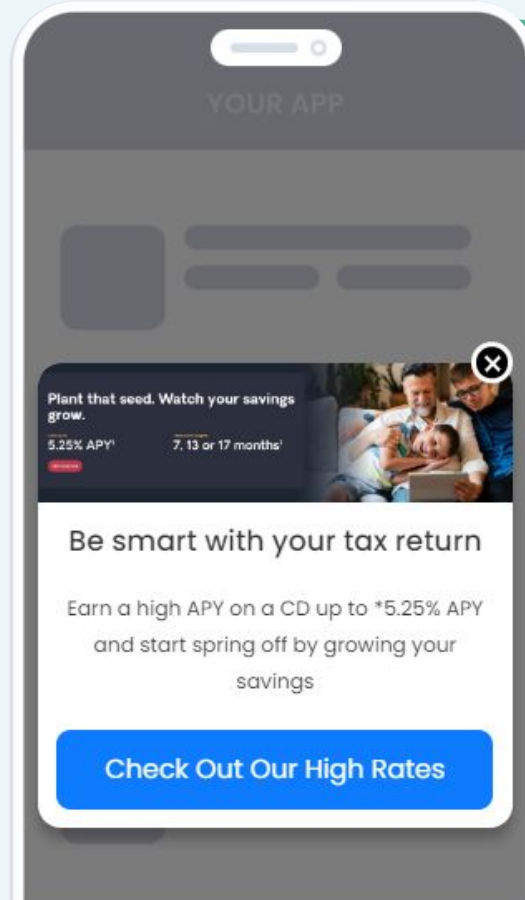 YOUR APP
Plant that seed. Watch your savings
grow.
5.25% APY¹
7, 13 or 17 months¹
Be smart with your tax return
Earn a high APY on a CD up to *5.25% APY
and start spring off by growing your
savings
Check Out Our High Rates